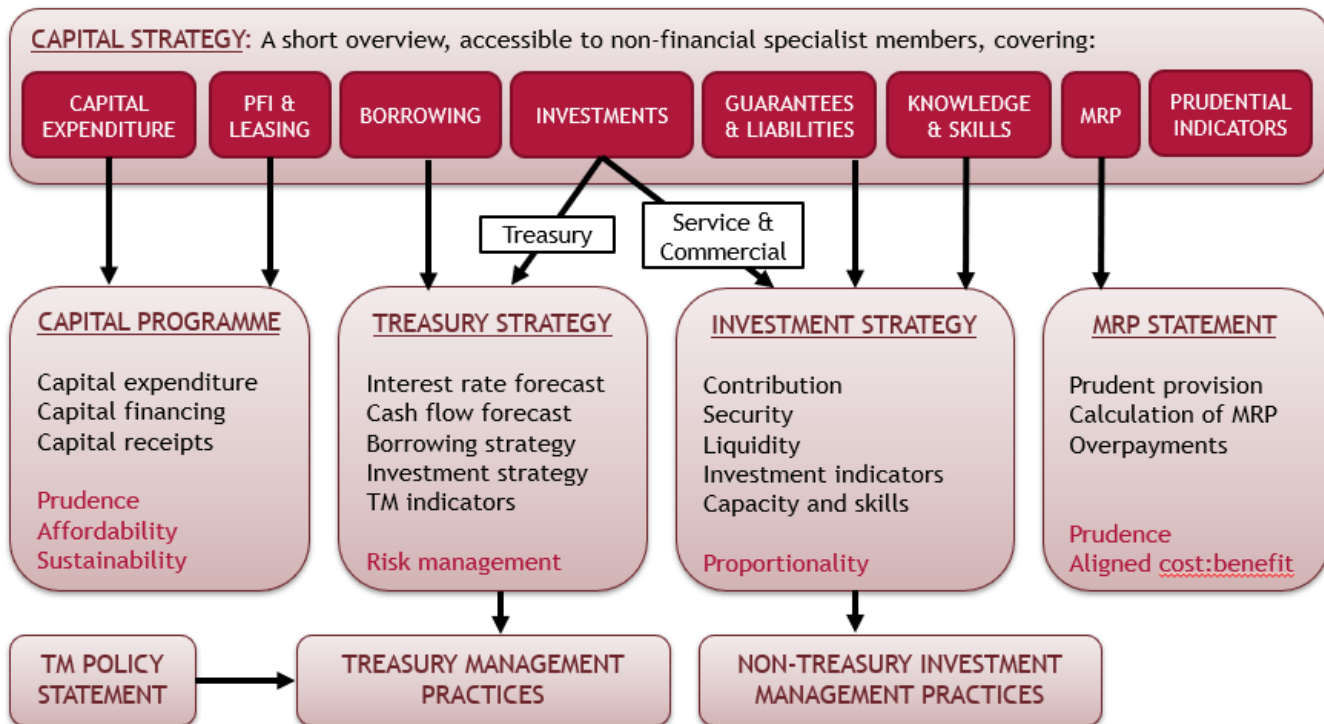 CAPITAL STRATEGY: A short overview, accessible to non-financial specialist members, covering:
CAPITAL
EXPENDITURE
PFI &
LEASING
BORROWING
INVESTMENTS
GUARANTEES
& LIABILITIES
KNOWLEDGE
& SKILLS
MRP
PRUDENTIAL
INDICATORS
Treasury
Service &
Commercial
CAPITAL PROGRAMME
Capital expenditure
Capital financing
Capital receipts
Prudence
Affordability
Sustainability
TREASURY STRATEGY
Interest rate forecast
Cash flow forecast
Borrowing strategy
Investment strategy
TM indicators
Risk management
INVESTMENT STRATEGY
Contribution
Security
Liquidity
Investment indicators
Capacity and skills
Proportionality
MRP STATEMENT
Prudent provision
Calculation of MRP
Overpayments
Prudence
Aligned cost:benefit
TM POLICY
STATEMENT
TREASURY MANAGEMENT
PRACTICES
NON-TREASURY INVESTMENT
MANAGEMENT PRACTICES